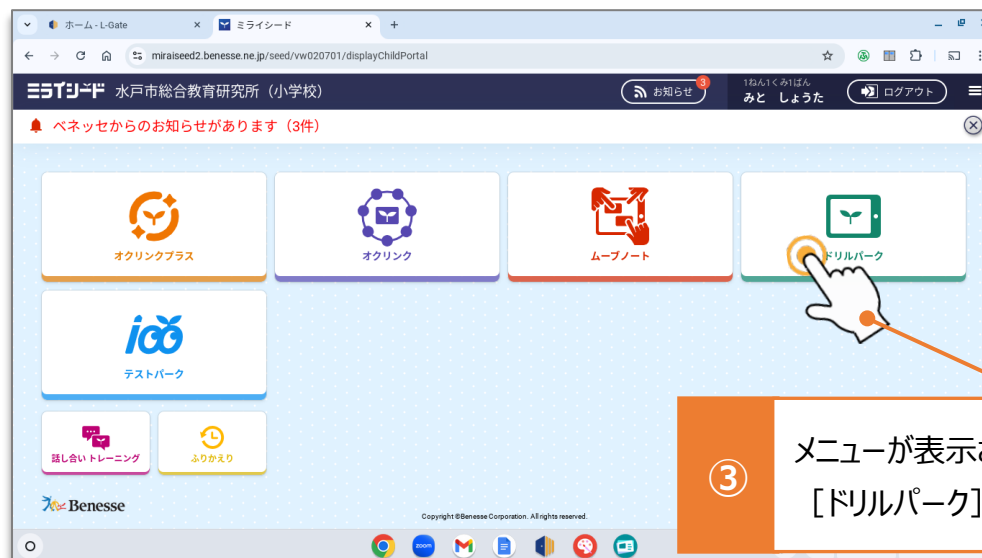 ホーム - L-Gate
ミライシード
miraiseed2.benesse.ne.jp/seed/vw020701/displayChildPortal
ミライシード 水戸市総合教育研究所（小学校）
お知らせ
3
1ねん1くみ1ばん
みと しょうた
ログアウト
ベネッセからのお知らせがあります（3件）
オクリンクプラス
オクリンク
ムーブノート
ドリルパーク
テストパーク
話し合いトレーニング
ふりかえり
Benesse
Copyright ©Benesse Corporation. All rights reserved.
zoom
③
メニューが表示
［ドリルパーク］